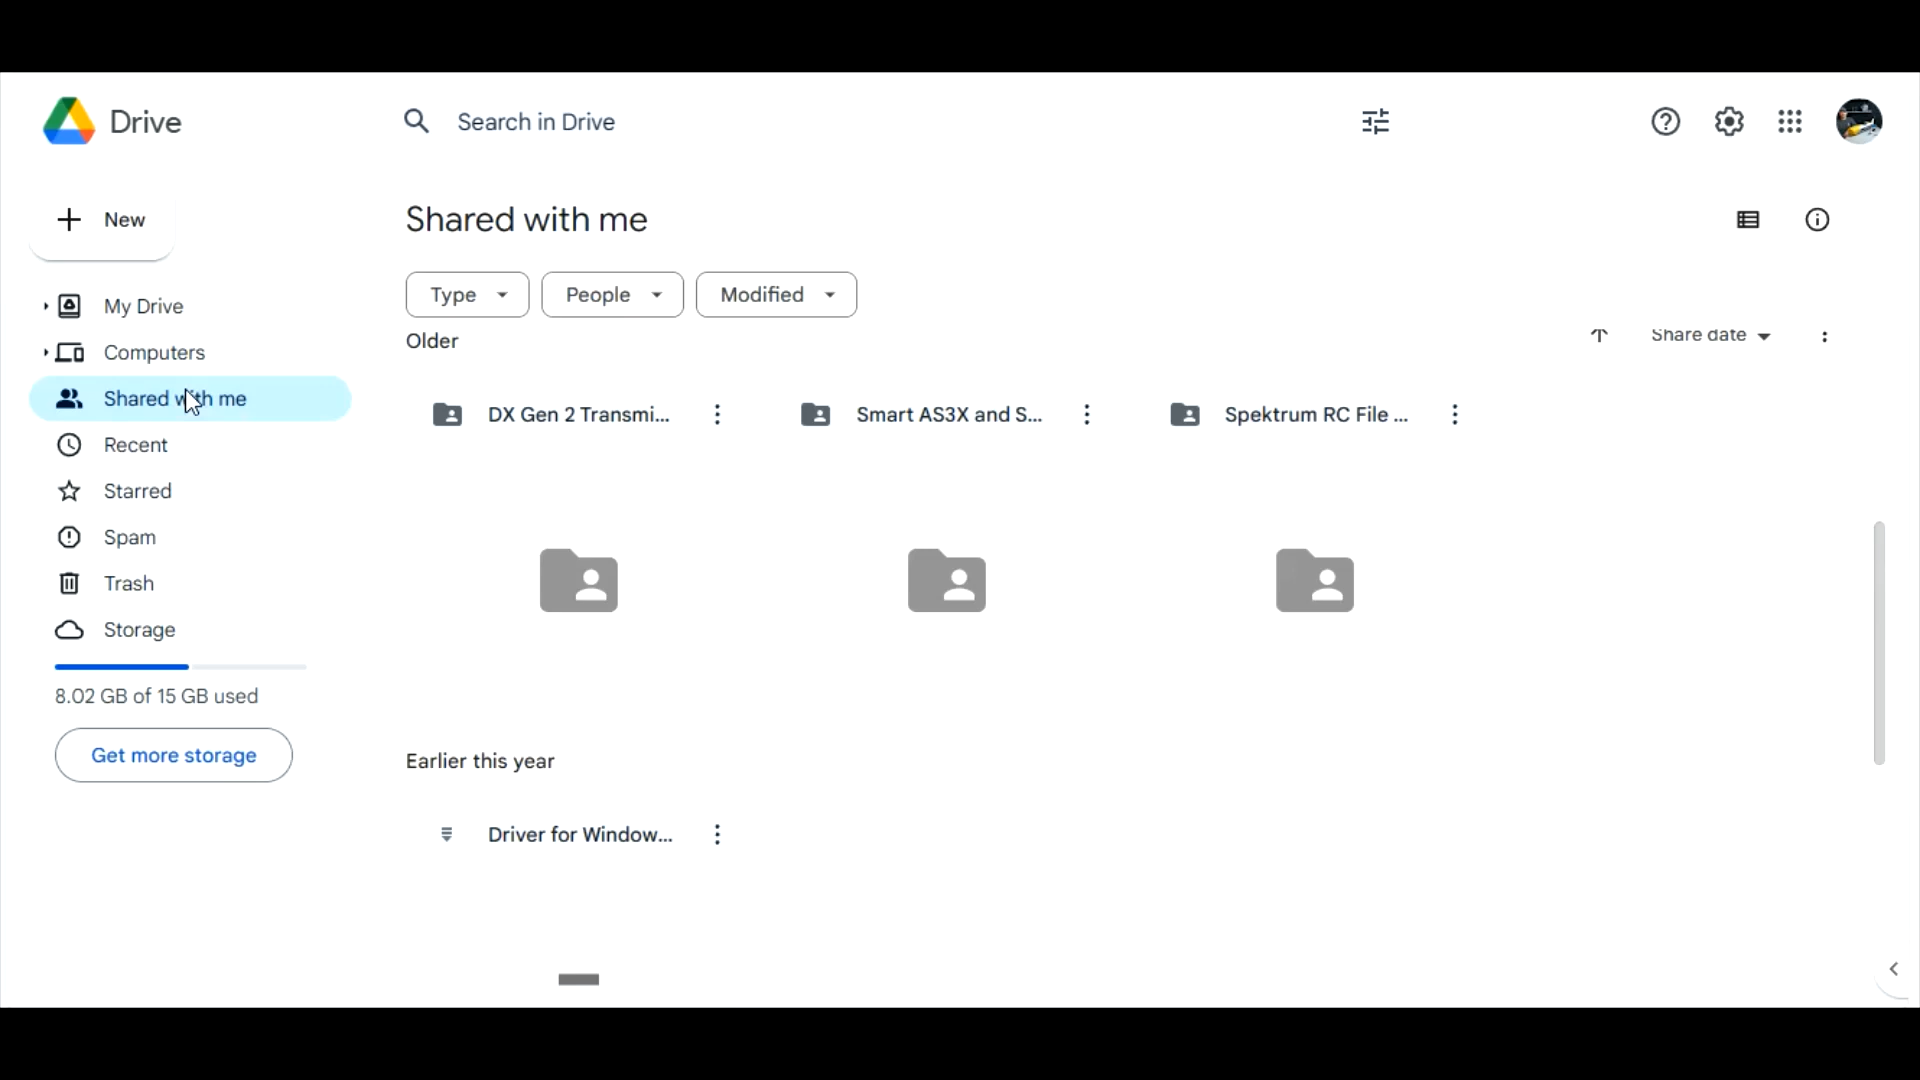 Drive
Search in Drive
New
Shared with me
Type
People
Modified
My Drive
Computers
Shared with me
Recent
Starred
Spam
Trash
Storage
8.02 GB of 15 GB used
Get more storage
Older
Share date
DX Gen 2 Transmi...
Smart AS3X and S...
Spektrum RC File ...
Earlier this year
Driver for Window...